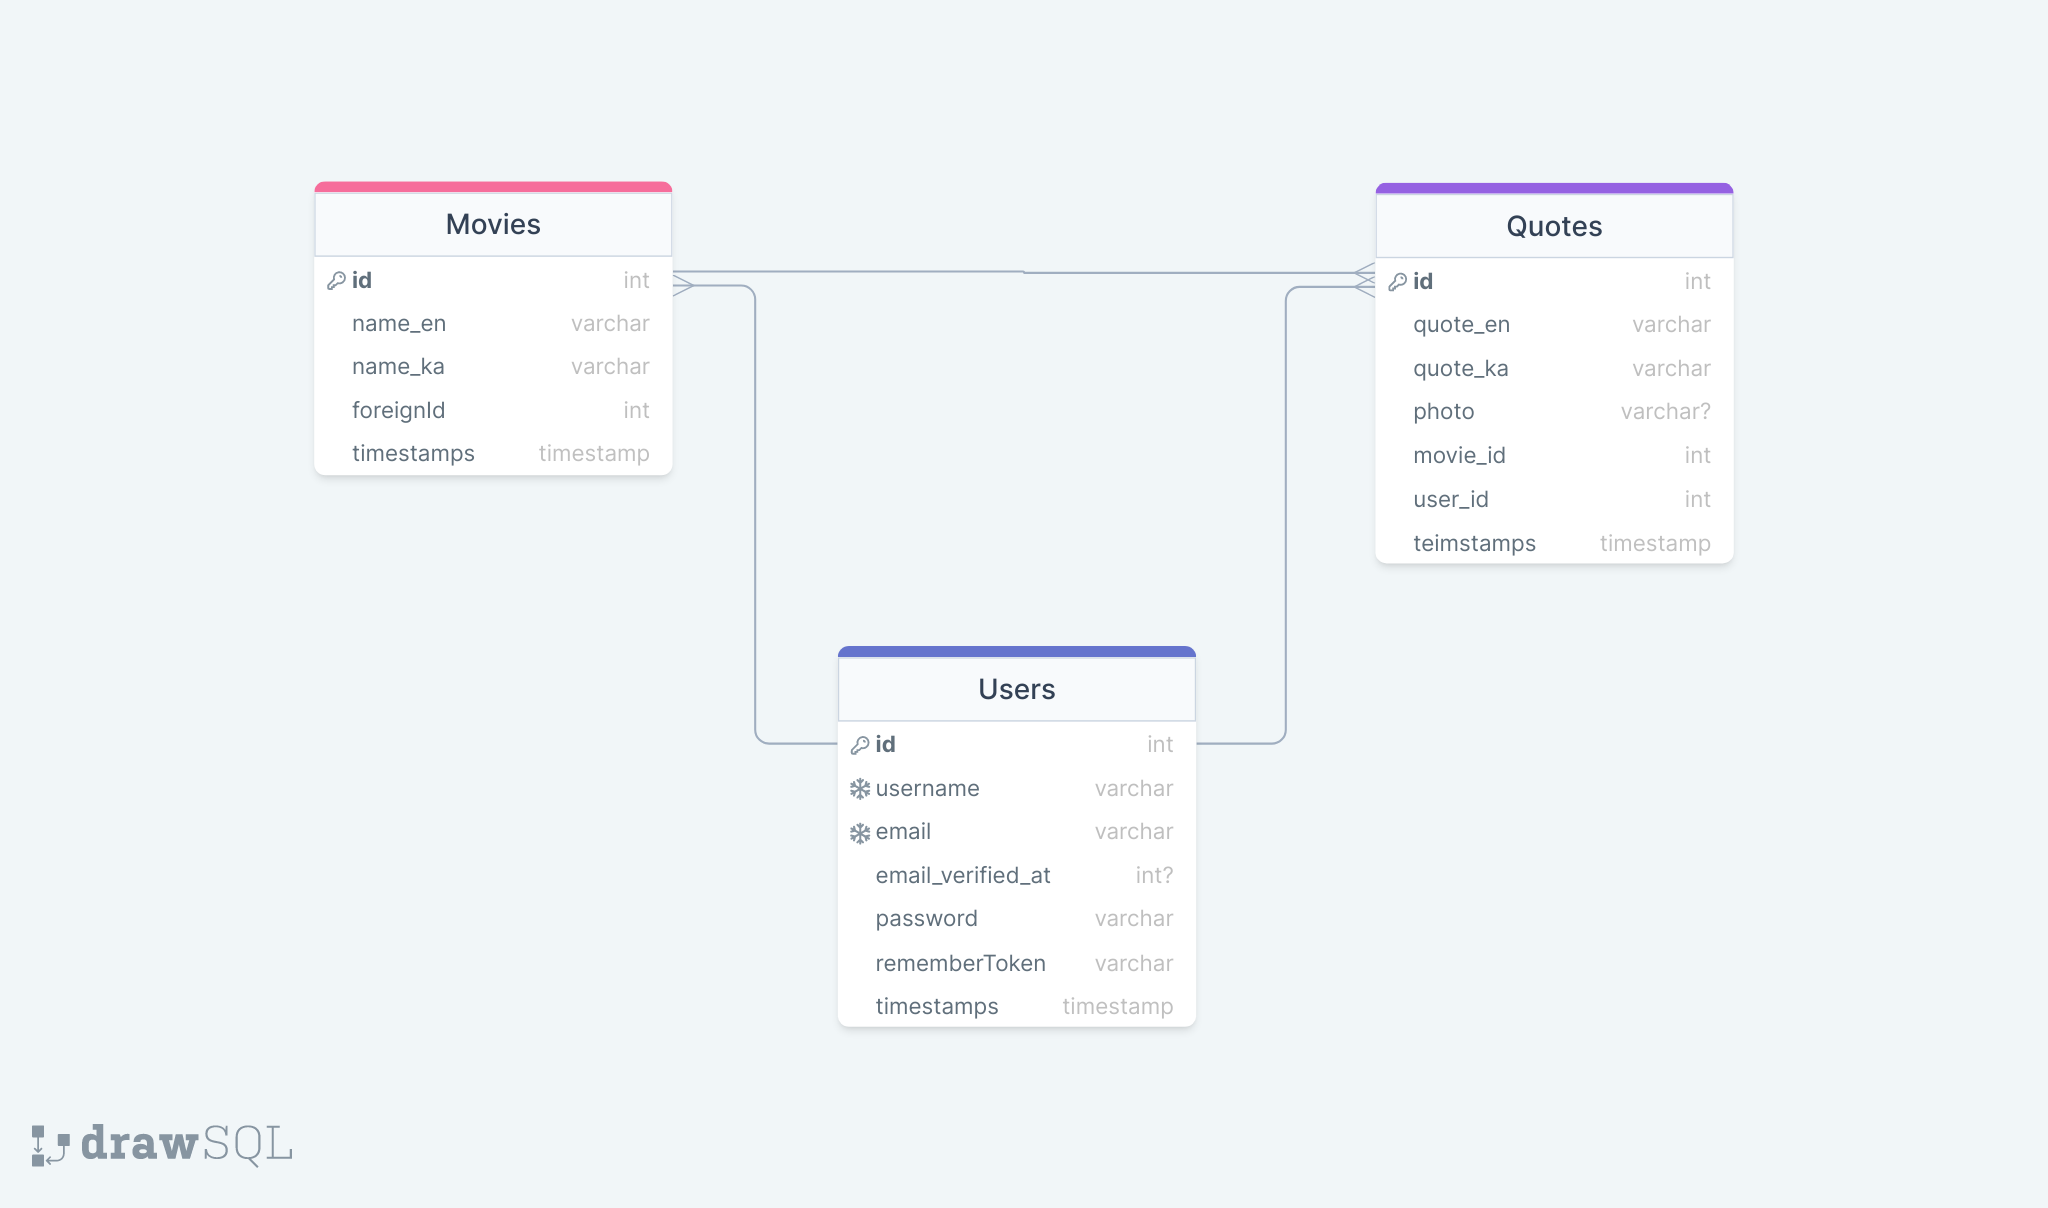 Movies
id int
name_en varchar
name_ka varchar
foreignId int
timestamps timestamp
Quotes
id int
quote_en varchar
quote_ka varchar
photo varchar?
movie_id int
user_id int
teimstamps timestamp
Users
id int
username varchar
email varchar
email_verified_at int?
password varchar
rememberToken varchar
timestamps timestamp
drawSQL